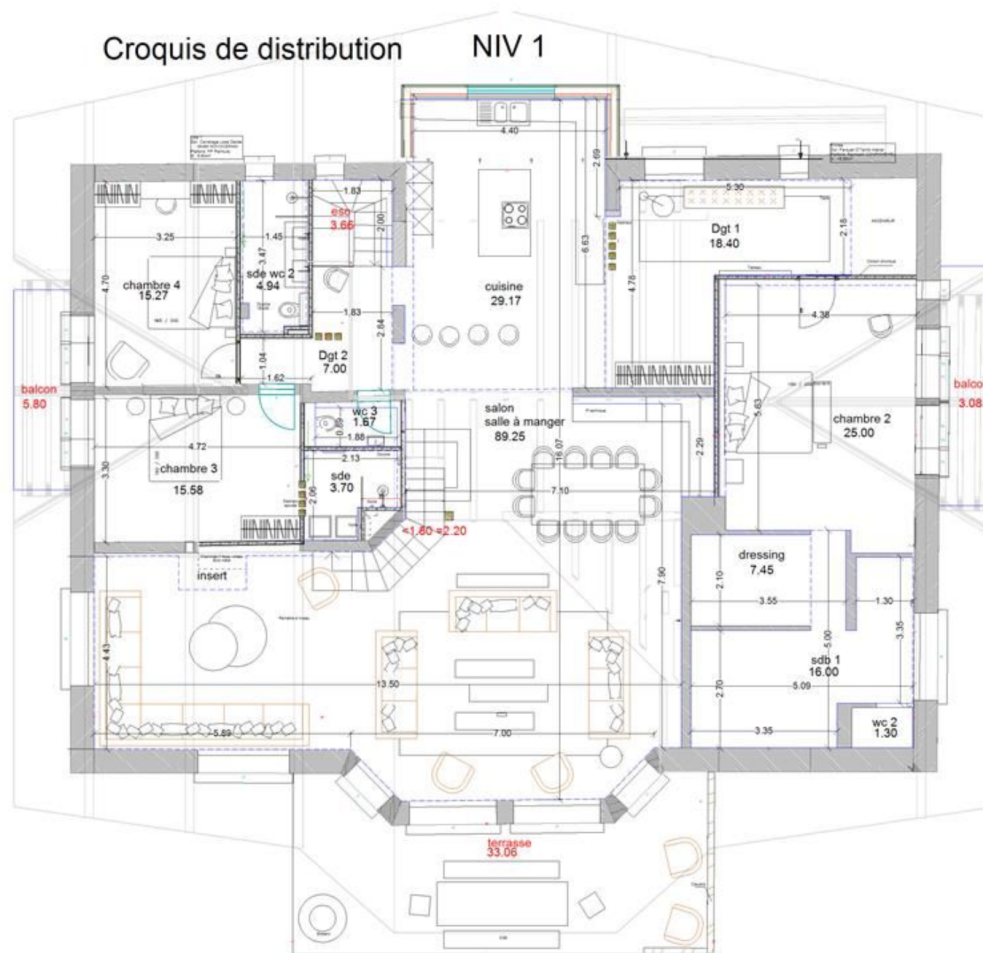 Croquis de distribution NIV 1
4.40
2.69
1.83
esc
3.66
2.00
5.30
2.18
Dgt 1
18.40
3.25
1.45
3.47
sde wc 2
4.94
6.63
4.70
chambre 4
15.27
cuisine
29.17
4.78
4.38
1.83
2.64
Dgt 2
7.00
1.04
1.62
balcon
5.80
balcon
3.08
wc 3
1.67
0.89
1.88
salon
salle à manger
89.25
5.63
chambre 2
25.00
4.72
chambre 3
15.58
3.30
2.13
sde
3.70
2.06
16.07
2.29
7.10
<1.80 =2.20
insert
dressing
7.45
2.10
3.55
1.30
7.90
5.00
3.35
4.43
13.50
sdb 1
16.00
5.09
2.70
5.89
7.00
3.35
wc 2
1.30
terrasse
33.06